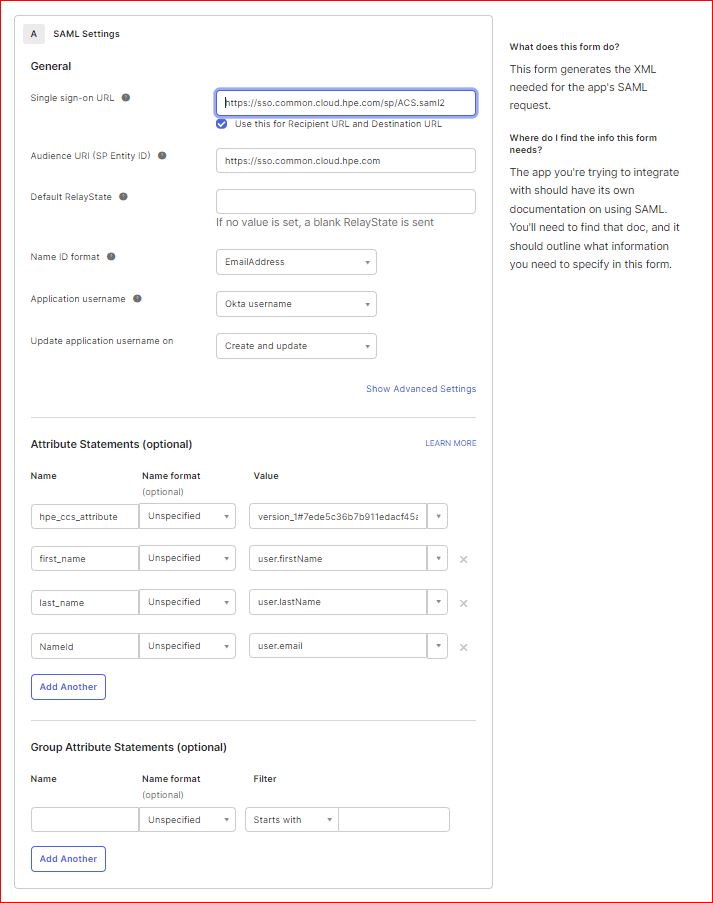 A SAML Settings
General
Single sign-on URL
https://sso.common.cloud.hpe.com/sp/ACS.saml2
Use this for Recipient URL and Destination URL
Audience URI (SP Entity ID)
https://sso.common.cloud.hpe.com
Default RelayState
If no value is set, a blank RelayState is sent
Name ID format
EmailAddress
Application username
Okta username
Update application username on
Create and update
Show Advanced Settings
Attribute Statements (optional)
LEARN MORE
Name Name format Value
(optional)
hpe_ccs_attribute Unspecified version_1#7ede5c36b7b911edacf45a
first_name Unspecified user.firstName
last_name Unspecified user.lastName
NameId Unspecified user.email
Add Another
Group Attribute Statements (optional)
Name Name format Filter
(optional)
Unspecified Starts with
Add Another
What does this form do?
This form generates the XML
needed for the app's SAML
request.
Where do I find the info this form
needs?
The app you're trying to integrate
with should have its own
documentation on using SAML.
You'll need to find that doc, and it
should outline what information
you need to specify in this form.